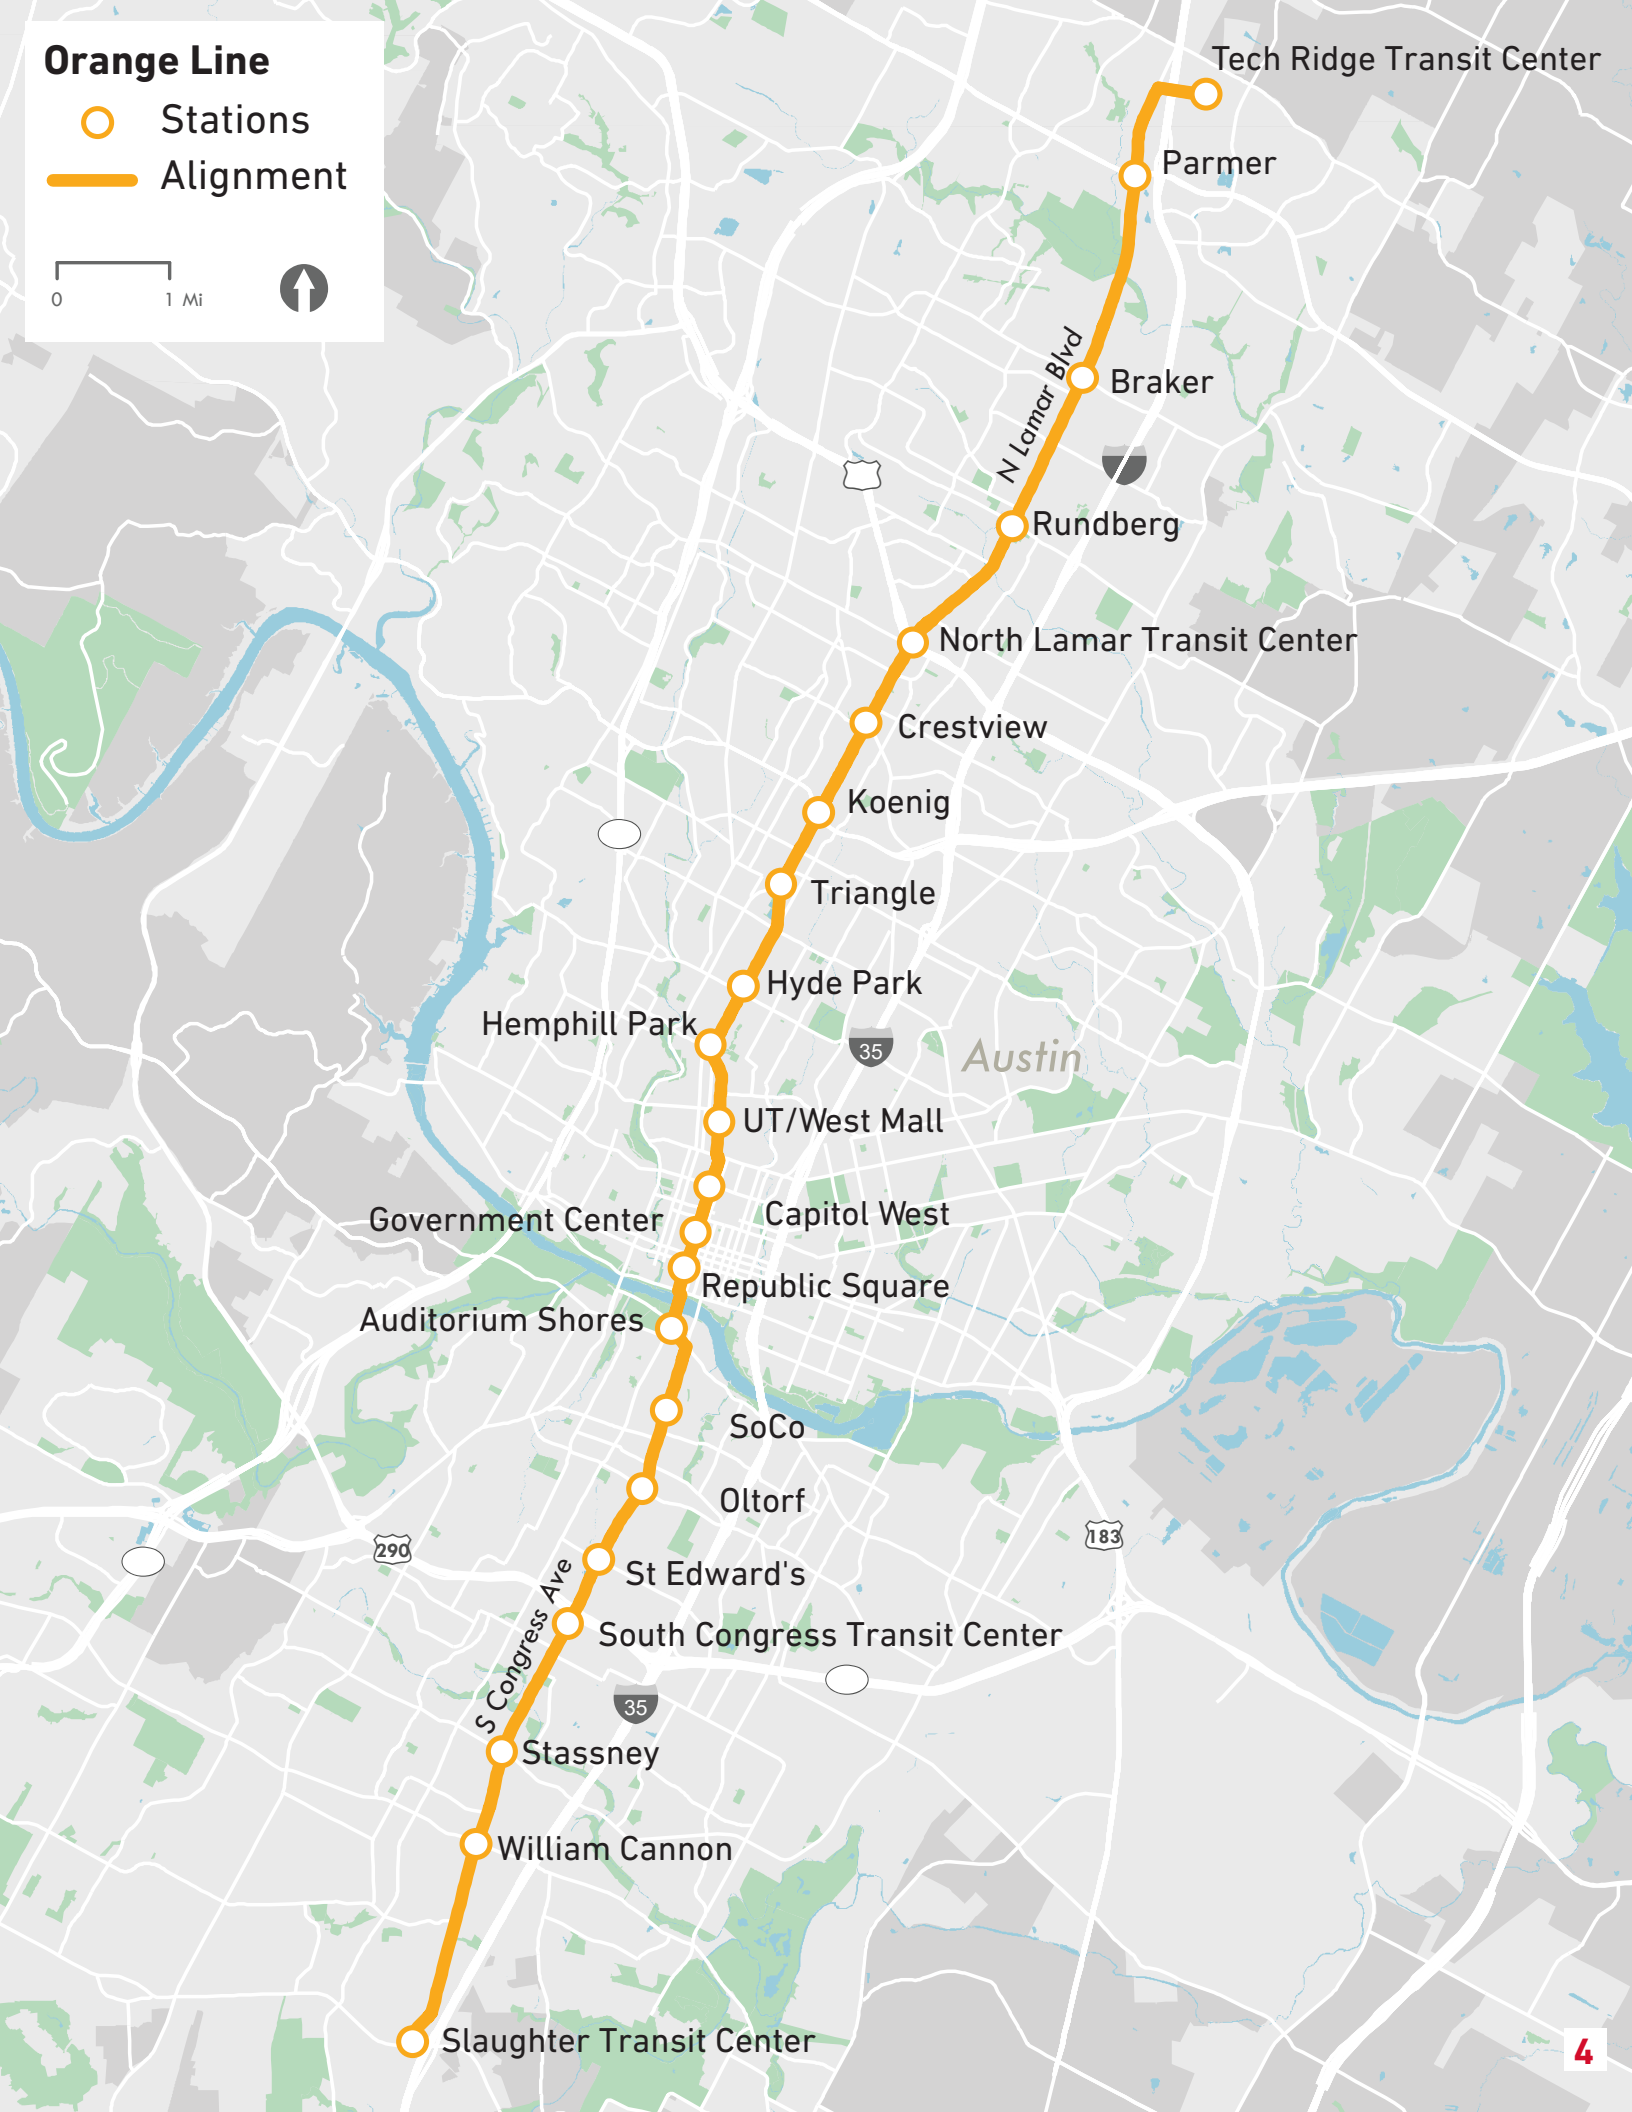 Orange Line
Stations
Alignment
0 1 Mi
Tech Ridge Transit Center
Parmer
N Lamar Blvd
Braker
Rundberg
North Lamar Transit Center
Crestview
Koenig
Triangle
Hyde Park
Hemphill Park
35
Austin
UT/West Mall
Capitol West
Government Center
Republic Square
Auditorium Shores
SoCo
Oltorf
290
183
S Congress Ave
St Edward's
South Congress Transit Center
35
Stassney
William Cannon
Slaughter Transit Center
4